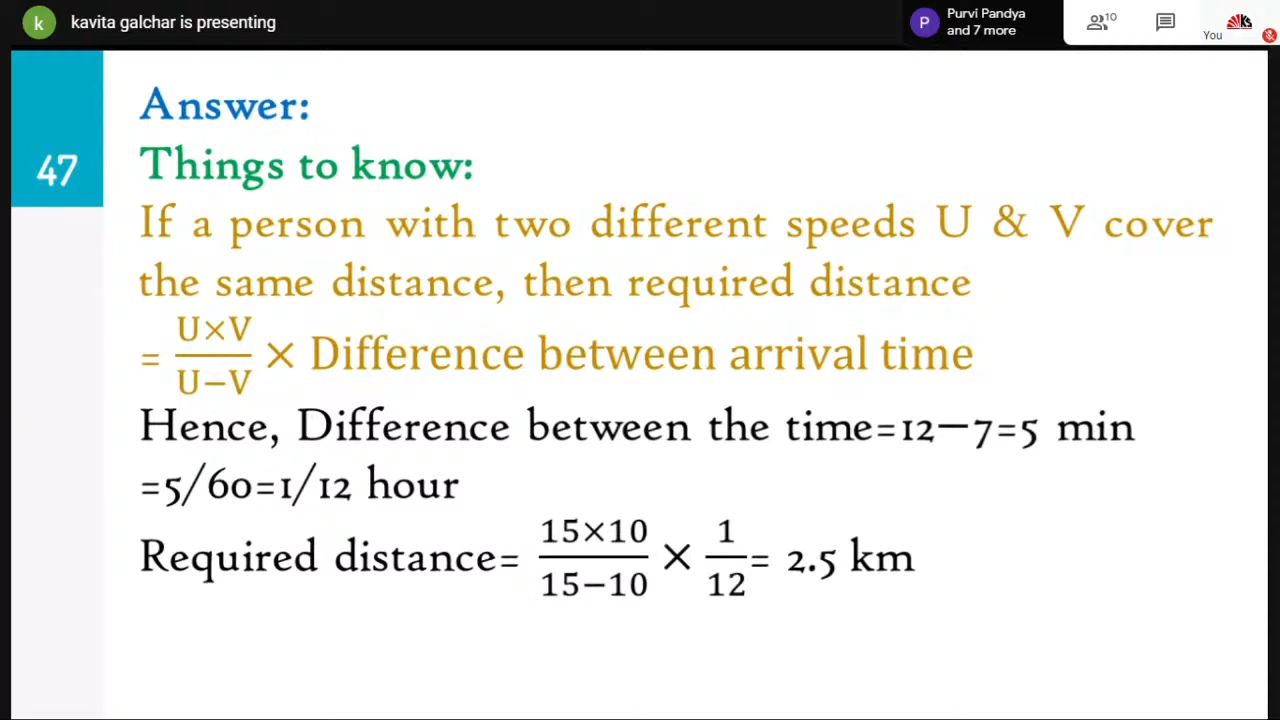 k kavita galchar is presenting
P Purvi Pandya
and 7 more
10
You
ks
47
Answer:
Things to know:
If a person with two different speeds U & V cover
the same distance, then required distance
= U×V/U−V × Difference between arrival time
Hence, Difference between the time=12−7=5 min
=5/60=1/12 hour
Required distance= 15×10/15−10 × 1/12= 2.5 km